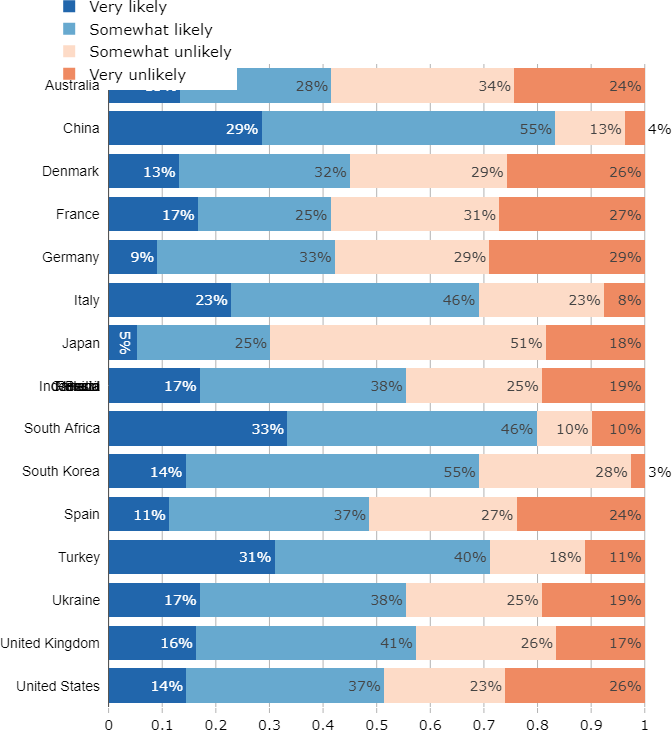 Very likely
Somewhat likely
Somewhat unlikely
Very unlikely
Australia 28% 34% 24%
China 29% 55% 13% 4%
Denmark 13% 32% 29% 26%
France 17% 25% 31% 27%
Germany 9% 33% 29% 29%
Italy 23% 46% 23% 8%
Japan 5% 25% 51% 18%
17% 38% 25% 19%
South Africa 33% 46% 10% 10%
South Korea 14% 55% 28% 3%
Spain 11% 37% 27% 24%
Turkey 31% 40% 18% 11%
Ukraine 17% 38% 25% 19%
United Kingdom 16% 41% 26% 17%
United States 14% 37% 23% 26%
0 0.1 0.2 0.3 0.4 0.5 0.6 0.7 0.8 0.9 1